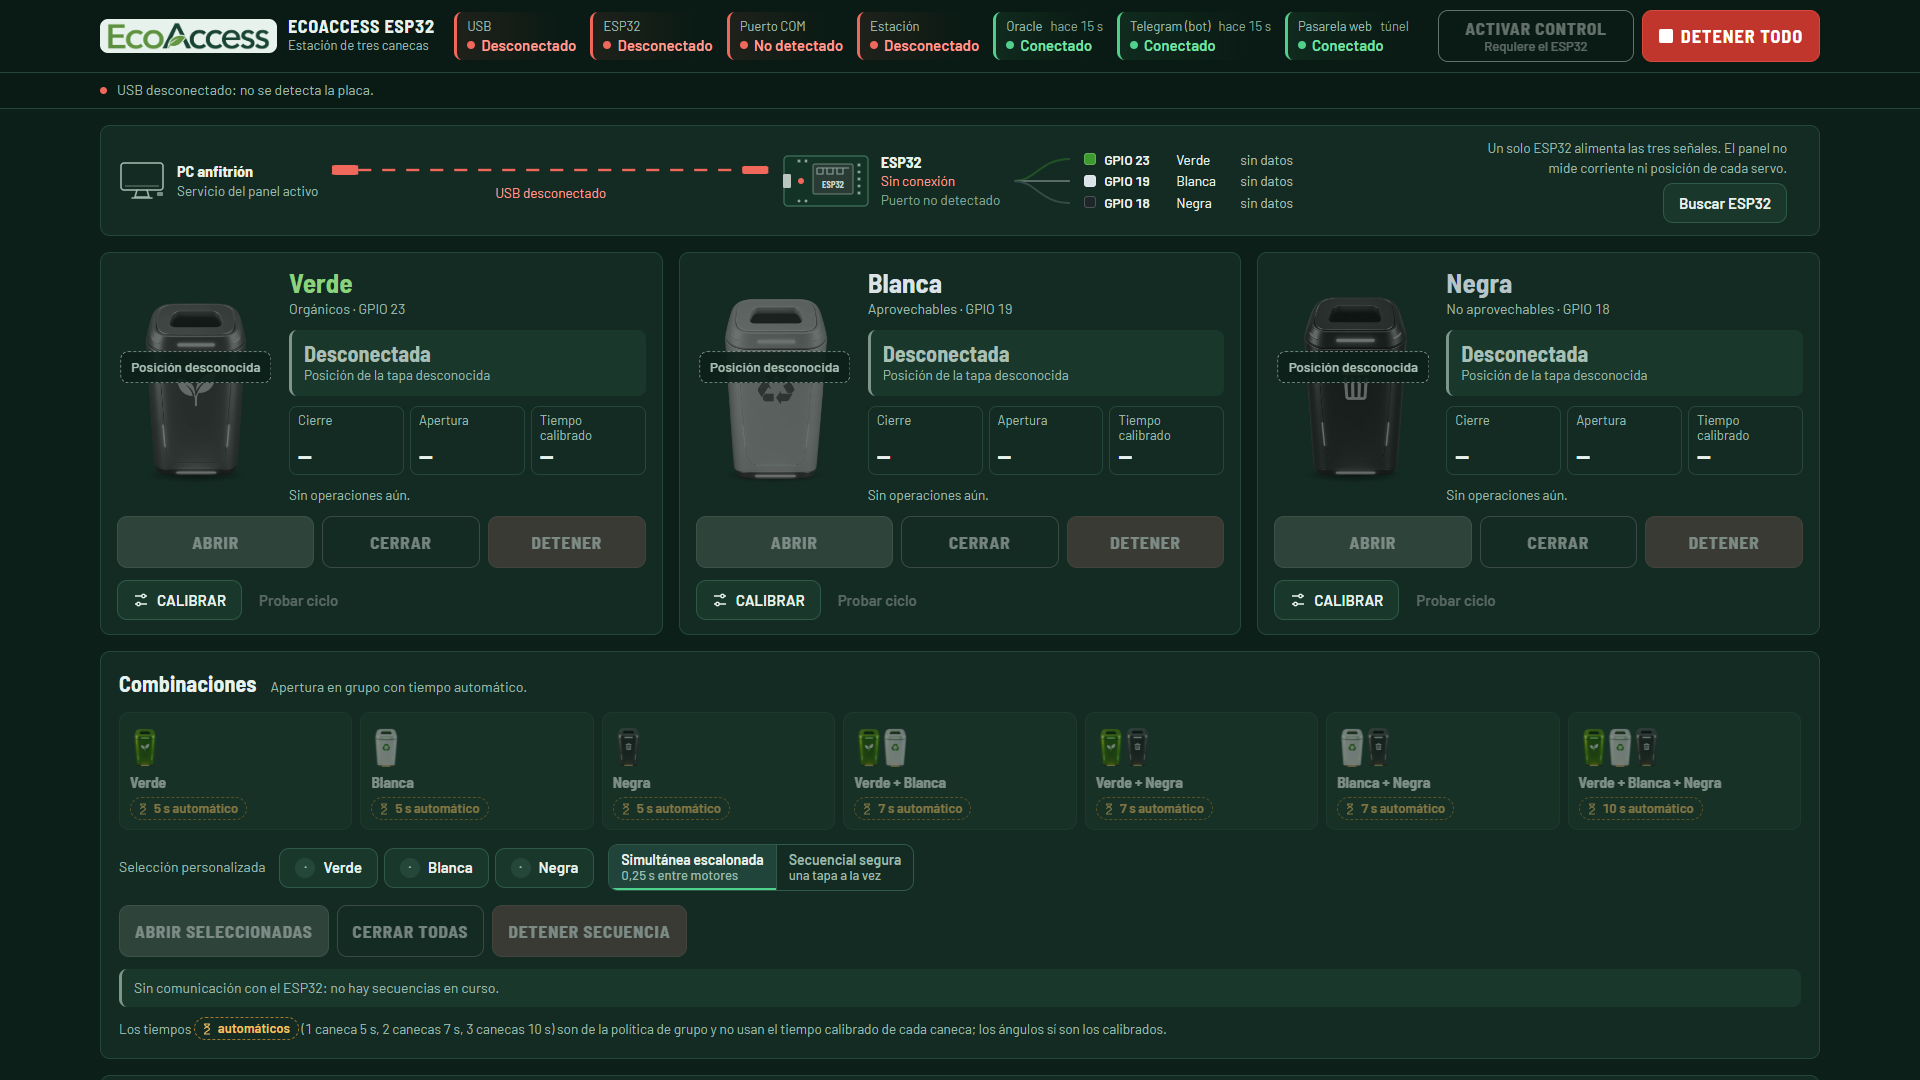 EcoAccess
ECOACCESS ESP32
Estación de tres canecas
USB
Desconectado
ESP32
Desconectado
Puerto COM
No detectado
Estación
Desconectado
Oracle hace 15 s
Conectado
Telegram (bot) hace 15 s
Conectado
Pasarela web túnel
Conectado
ACTIVAR CONTROL
Requiere el ESP32
DETENER TODO
USB desconectado: no se detecta la placa.
PC anfitrión
Servicio del panel activo
USB desconectado
ESP32
ESP32
Sin conexión
Puerto no detectado
GPIO 23 Verde sin datos
GPIO 19 Blanca sin datos
GPIO 18 Negra sin datos
Un solo ESP32 alimenta las tres señales. El panel no
mide corriente ni posición de cada servo.
Buscar ESP32
Verde
Orgánicos · GPIO 23
Posición desconocida
Desconectada
Posición de la tapa desconocida
Cierre
—
Apertura
—
Tiempo
calibrado
—
Sin operaciones aún.
ABRIR
CERRAR
DETENER
CALIBRAR
Probar ciclo
Blanca
Aprovechables · GPIO 19
Posición desconocida
Desconectada
Posición de la tapa desconocida
Cierre
—
Apertura
—
Tiempo
calibrado
—
Sin operaciones aún.
ABRIR
CERRAR
DETENER
CALIBRAR
Probar ciclo
Negra
No aprovechables · GPIO 18
Posición desconocida
Desconectada
Posición de la tapa desconocida
Cierre
—
Apertura
—
Tiempo
calibrado
—
Sin operaciones aún.
ABRIR
CERRAR
DETENER
CALIBRAR
Probar ciclo
Combinaciones Apertura en grupo con tiempo automático.
Verde
5 s automático
Blanca
5 s automático
Negra
5 s automático
Verde + Blanca
7 s automático
Verde + Negra
7 s automático
Blanca + Negra
7 s automático
Verde + Blanca + Negra
10 s automático
Selección personalizada
Verde
Blanca
Negra
Simultánea escalonada
0,25 s entre motores
Secuencial segura
una tapa a la vez
ABRIR SELECCIONADAS
CERRAR TODAS
DETENER SECUENCIA
Sin comunicación con el ESP32: no hay secuencias en curso.
Los tiempos automáticos (1 caneca 5 s, 2 canecas 7 s, 3 canecas 10 s) son de la política de grupo y no usan el tiempo calibrado de cada caneca; los ángulos sí son los calibrados.